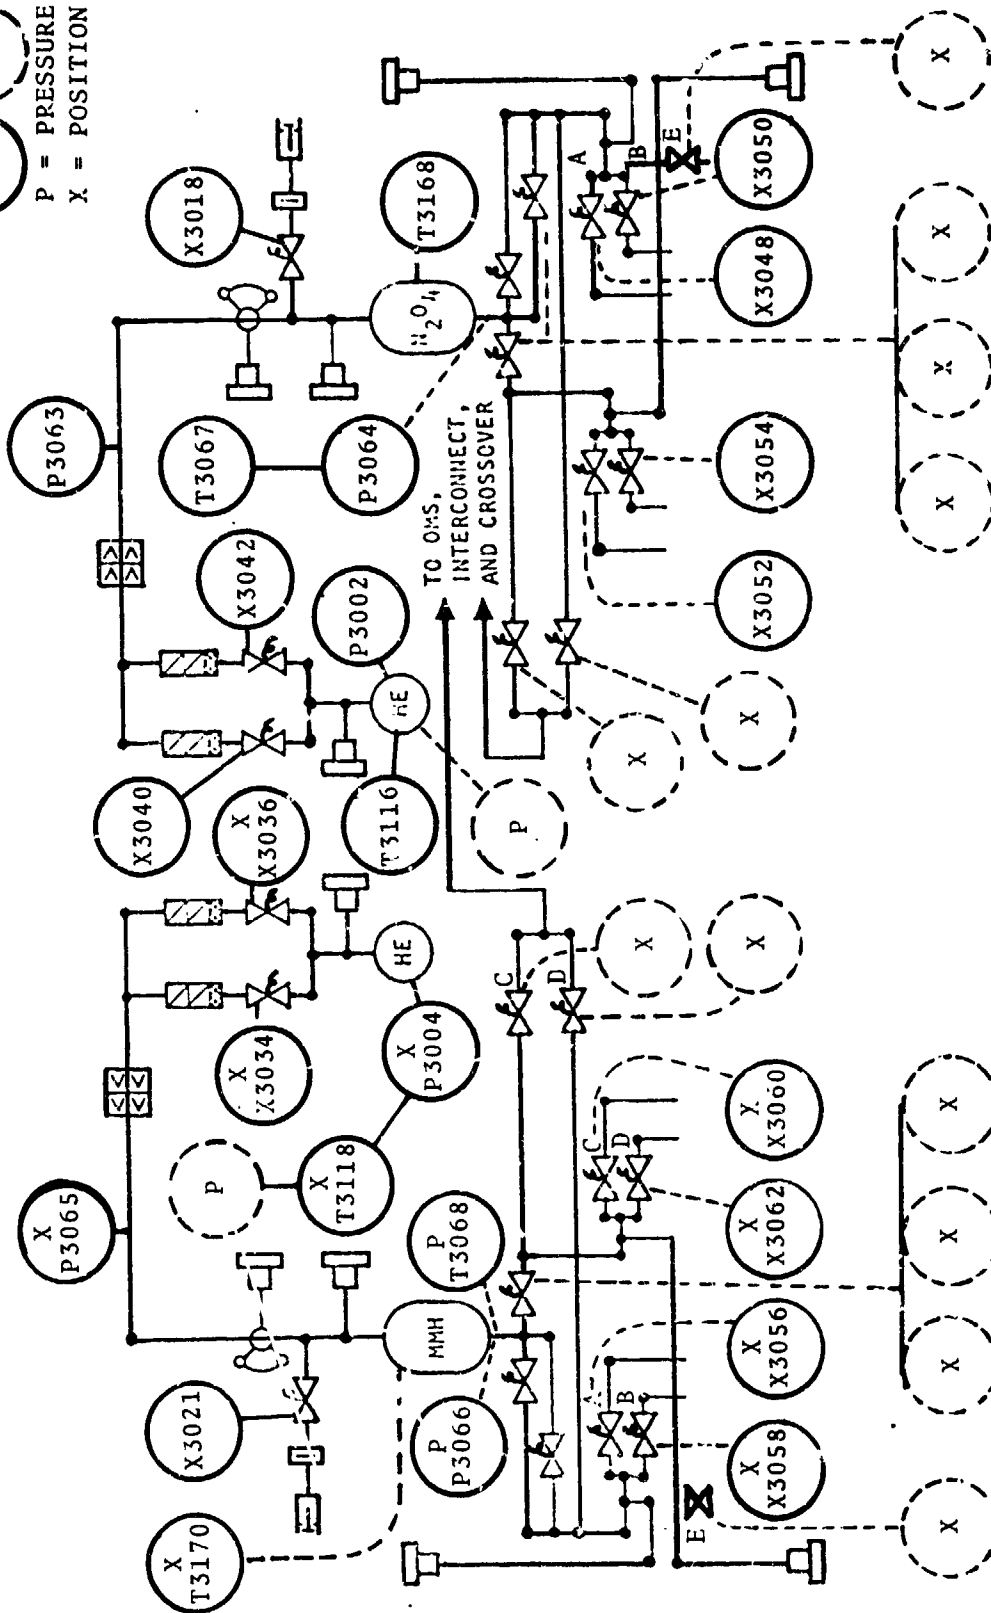 P = PRESSURE
X = POSITION
X
P3065
P3063
X
T3170
X3021
P
X
X3034
X
X3036
X3040
X3042
T3067
X3018
X
T3118
T3116
P3002
P3064
MMH
X
P3004
HE
HE
N₂O₄
T3168
P
P3066
P
T3068
TO OMS,
INTERCONNECT,
AND CROSSOVER
P
C
D
X
X
X
X
A
B
C
D
A
B
E
E
X
X3058
X
X3056
X
X3062
X
X3060
X3052
X3054
X3048
X3050
X
X
X
X
X
X
X
X